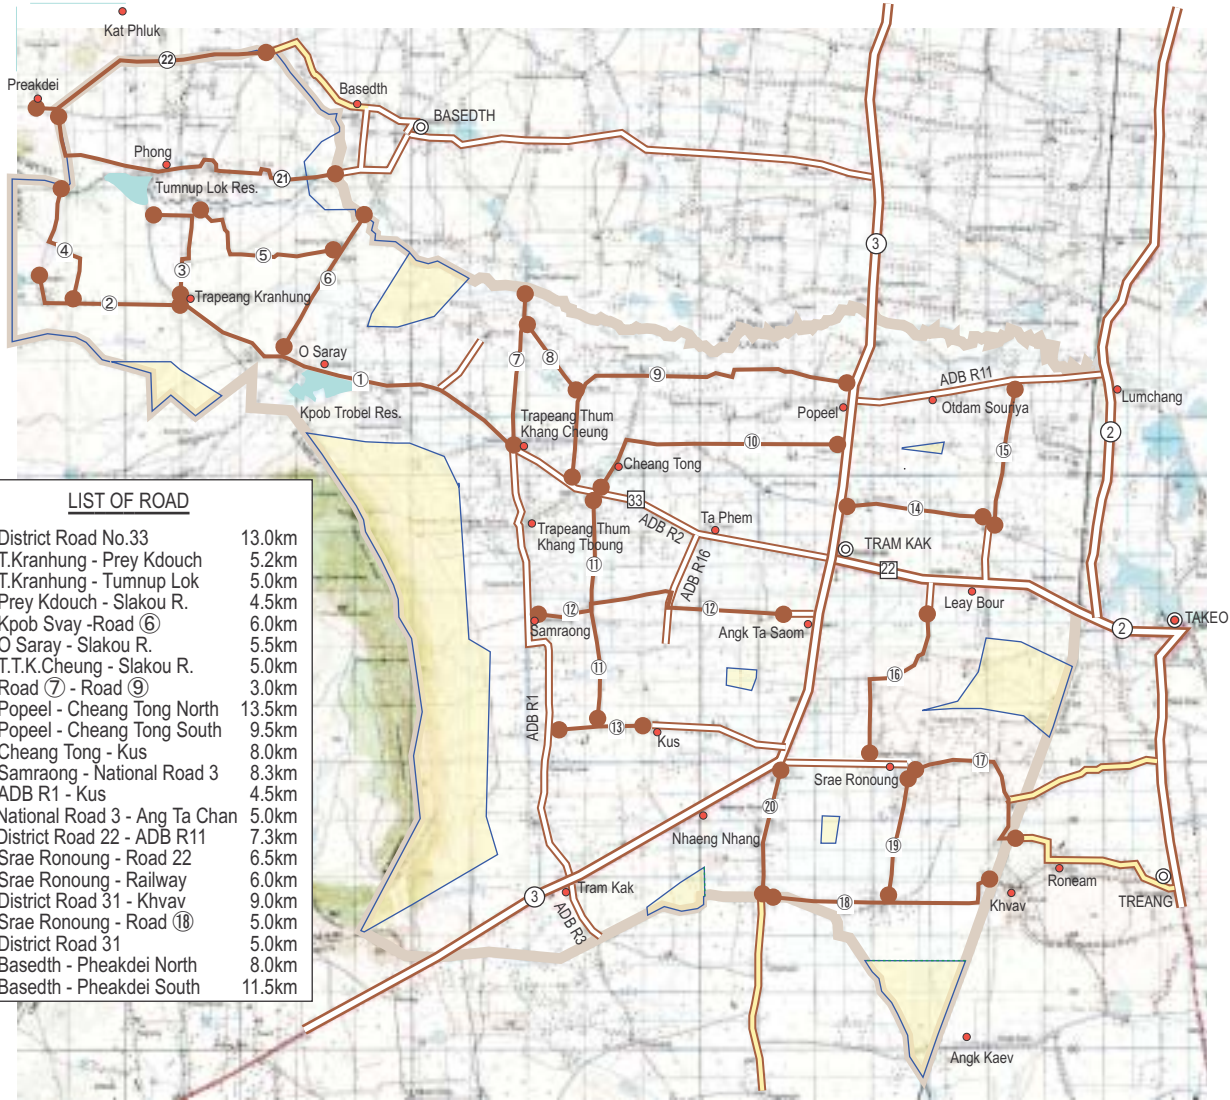 Kat Phluk
22
Preakdei
Basedth
BASEDTH
Phong
21
Tumnup Lok Res.
3
4
5
3
6
2
Trapeang Kranhung
O Saray
1
Kpob Trobel Res.
7
8
9
ADB R11
Popeel
Otdam Souriya
Lumchang
2
Trapeang Thum
Khang Cheung
10
15
Cheang Tong
33
14
Trapeang Thum
Khang Tboung
ADB R2
Ta Phem
TRAM KAK
22
11
ADB R16
Leay Bour
12
12
Samraong
Angk Ta Saom
2
TAKEO
11
16
ADB R1
13
Kus
17
Srae Ronoung
20
Nhaeng Nhang
19
Roneam
TREANG
3
Tram Kak
ADB R3
18
Khvav
Angk Kaev
LIST OF ROAD
District Road No.33 13.0km
T.Kranhung - Prey Kdouch 5.2km
T.Kranhung - Tumnup Lok 5.0km
Prey Kdouch - Slakou R. 4.5km
Kpob Svay -Road ⑥ 6.0km
O Saray - Slakou R. 5.5km
T.T.K.Cheung - Slakou R. 5.0km
Road ⑦ - Road ⑨ 3.0km
Popeel - Cheang Tong North 13.5km
Popeel - Cheang Tong South 9.5km
Cheang Tong - Kus 8.0km
Samraong - National Road 3 8.3km
ADB R1 - Kus 4.5km
National Road 3 - Ang Ta Chan 5.0km
District Road 22 - ADB R11 7.3km
Srae Ronoung - Road 22 6.5km
Srae Ronoung - Railway 6.0km
District Road 31 - Khvav 9.0km
Srae Ronoung - Road ⑱ 5.0km
District Road 31 5.0km
Basedth - Pheakdei North 8.0km
Basedth - Pheakdei South 11.5km